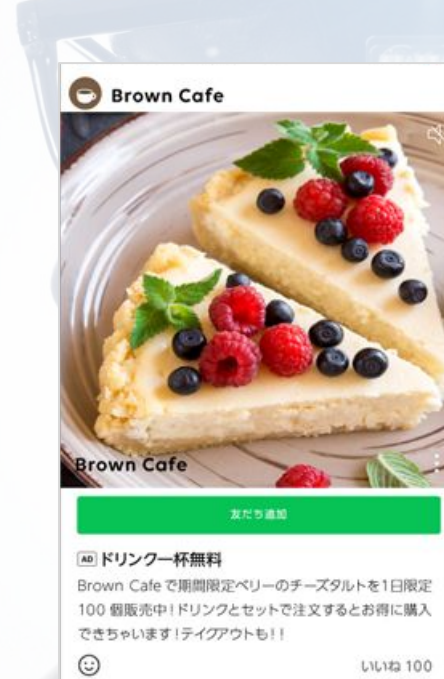 Brown Cafe
Brown Cafe
友だち追加
AD ドリンク一杯無料
Brown Cafeで期間限定ベリーのチーズタルトを1日限定
100 個販売中!ドリンクとセットで注文するとお得に購入
できちゃいます!テイクアウトも!!
いいね 100